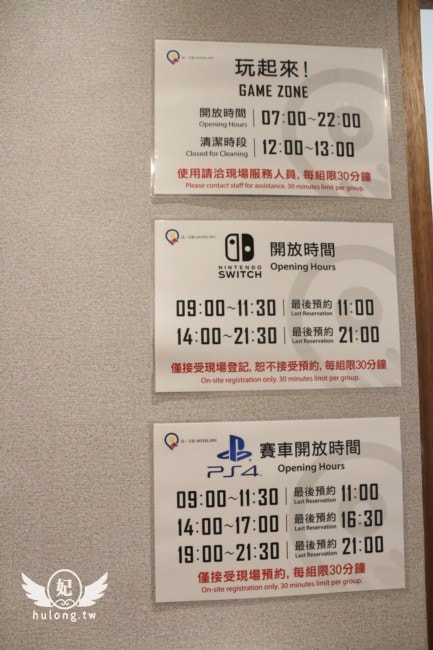 玩起來！
GAME ZONE
開放時間 07:00~22:00
Opening Hours
清潔時段 12:00~13:00
Closed for Cleaning
使用請洽現場服務人員, 每組限30分鐘
Please contact staff for assistance. 30 minutes limit per group.
NINTENDO
SWITCH
開放時間
Opening Hours
09:00~11:30 最後預約 11:00
Last Reservation
14:00~21:30 最後預約 21:00
Last Reservation
僅接受現場登記, 恕不接受預約, 每組限30分鐘
On-site registration only. 30 minutes limit per group.
PS4 賽車開放時間
Opening Hours
09:00~11:30 最後預約 11:00
Last Reservation
14:00~17:00 最後預約 16:30
Last Reservation
19:00~21:30 最後預約 21:00
Last Reservation
僅接受現場預約, 每組限30分鐘
On-site registration only. 30 minutes limit per group.
妃
hulong.tw